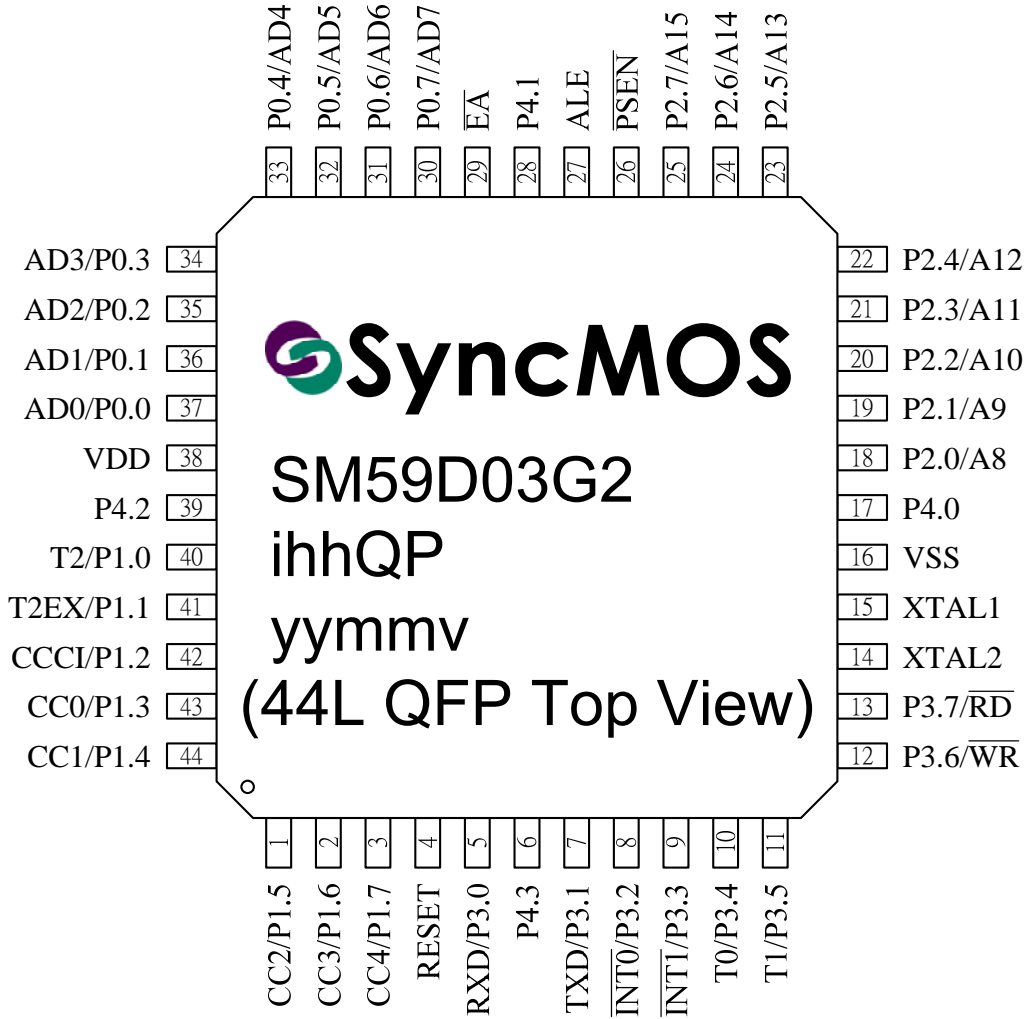 P0.4/AD4
P0.5/AD5
P0.6/AD6
P0.7/AD7
E̅A̅
P4.1
ALE
P̅S̅E̅N̅
P2.7/A15
P2.6/A14
P2.5/A13
33
32
31
30
29
28
27
26
25
24
23
AD3/P0.3 34
AD2/P0.2 35
AD1/P0.1 36
AD0/P0.0 37
VDD 38
P4.2 39
T2/P1.0 40
T2EX/P1.1 41
CCCI/P1.2 42
CC0/P1.3 43
CC1/P1.4 44
SyncMOS
SM59D03G2
ihhQP
yymmv
(44L QFP Top View)
22 P2.4/A12
21 P2.3/A11
20 P2.2/A10
19 P2.1/A9
18 P2.0/A8
17 P4.0
16 VSS
15 XTAL1
14 XTAL2
13 P3.7/R̅D̅
12 P3.6/W̅R̅
1
2
3
4
5
6
7
8
9
10
11
CC2/P1.5
CC3/P1.6
CC4/P1.7
RESET
RXD/P3.0
P4.3
TXD/P3.1
I̅N̅T̅0̅/P3.2
I̅N̅T̅1̅/P3.3
T0/P3.4
T1/P3.5